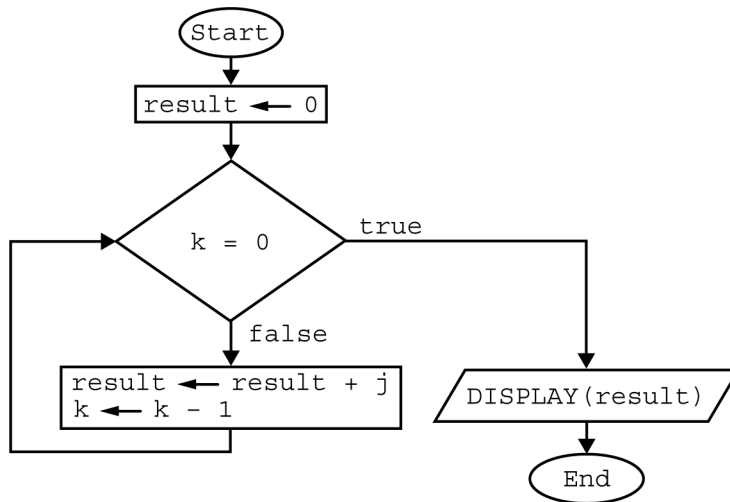 Start
result ← 0
k = 0
true
false
result ← result + j
k ← k - 1
DISPLAY(result)
End